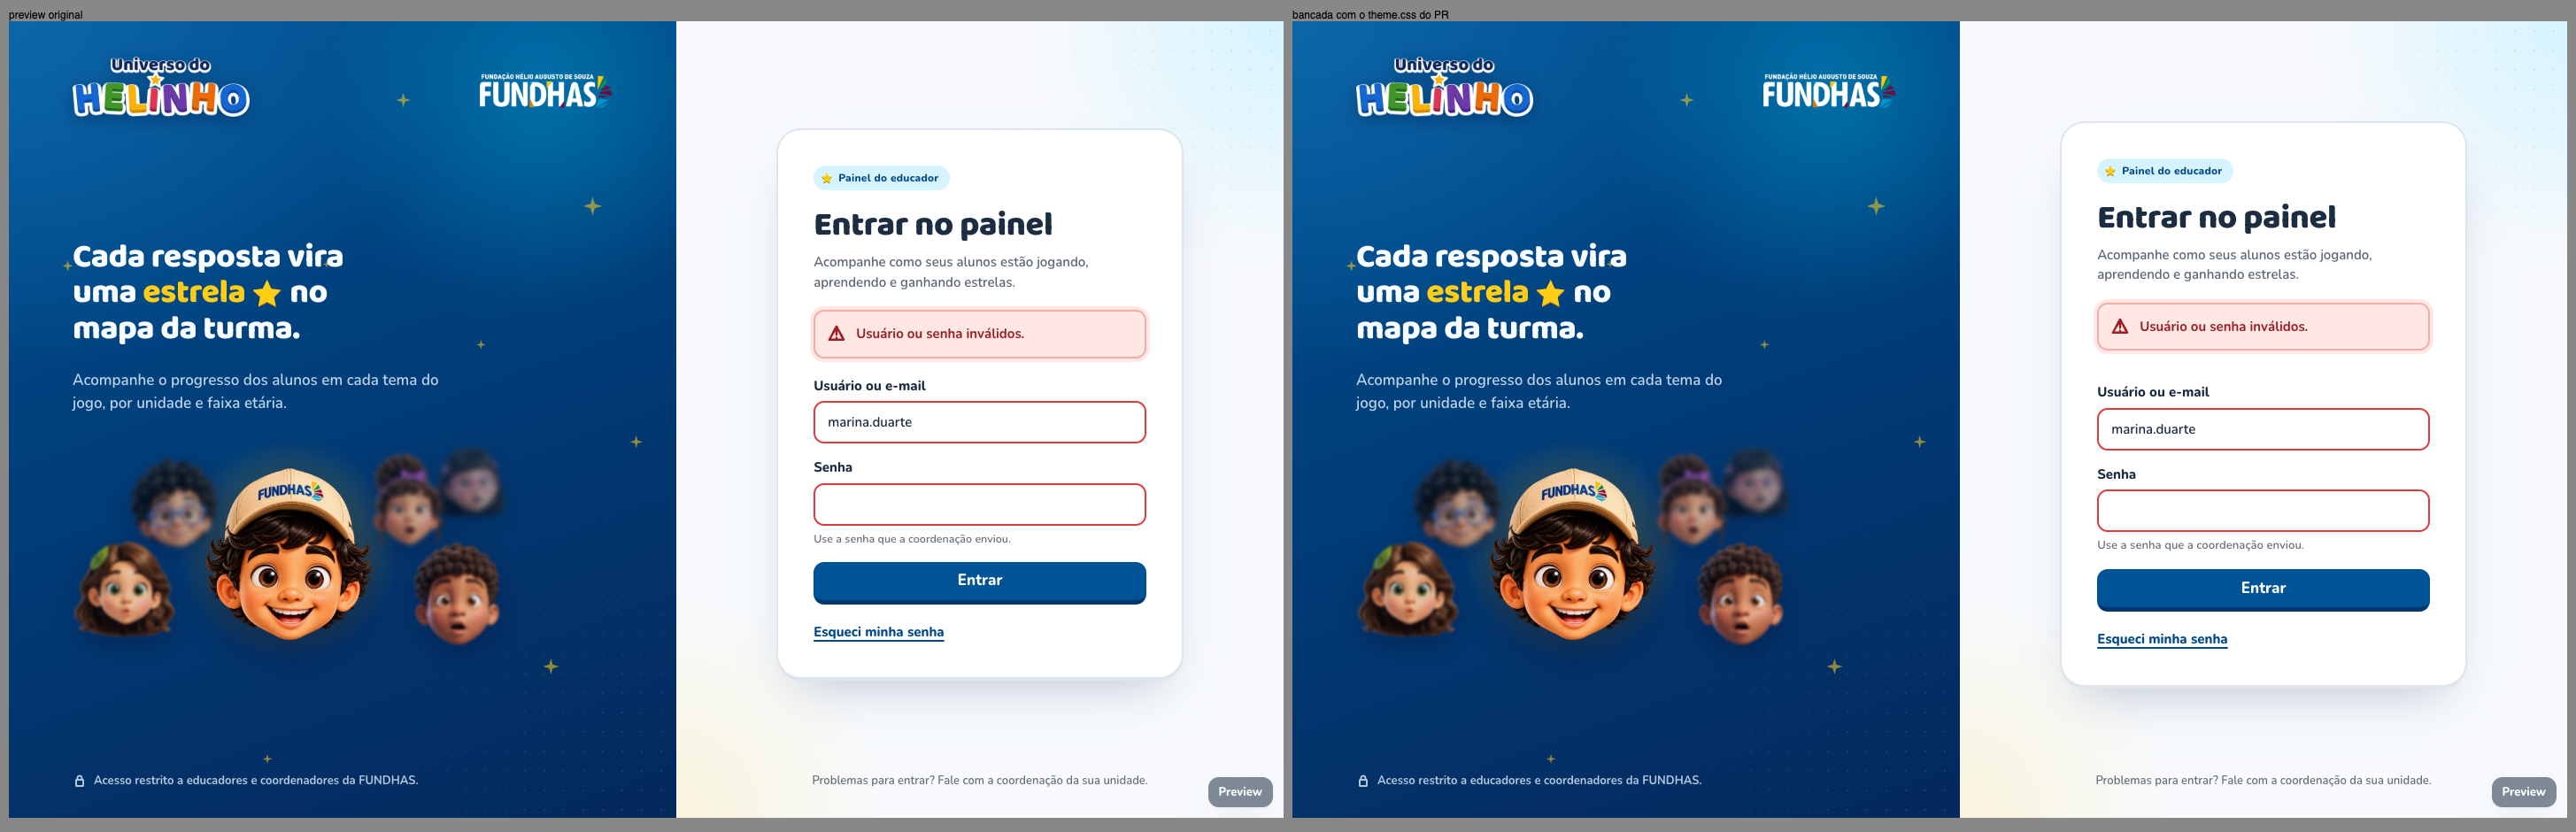 preview original
Universo do
HELINHO
FUNDAÇÃO HÉLIO AUGUSTO DE SOUZA
FUNDHAS
Cada resposta vira
uma estrela no
mapa da turma.
Acompanhe o progresso dos alunos em cada tema do
jogo, por unidade e faixa etária.
FUNDHAS
Acesso restrito a educadores e coordenadores da FUNDHAS.
Painel do educador
Entrar no painel
Acompanhe como seus alunos estão jogando,
aprendendo e ganhando estrelas.
Usuário ou senha inválidos.
Usuário ou e-mail
marina.duarte
Senha
Use a senha que a coordenação enviou.
Entrar
Esqueci minha senha
Problemas para entrar? Fale com a coordenação da sua unidade.
Preview
bancada com o theme.css do PR
Universo do
HELINHO
FUNDAÇÃO HÉLIO AUGUSTO DE SOUZA
FUNDHAS
Cada resposta vira
uma estrela no
mapa da turma.
Acompanhe o progresso dos alunos em cada tema do
jogo, por unidade e faixa etária.
FUNDHAS
Acesso restrito a educadores e coordenadores da FUNDHAS.
Painel do educador
Entrar no painel
Acompanhe como seus alunos estão jogando,
aprendendo e ganhando estrelas.
Usuário ou senha inválidos.
Usuário ou e-mail
marina.duarte
Senha
Use a senha que a coordenação enviou.
Entrar
Esqueci minha senha
Problemas para entrar? Fale com a coordenação da sua unidade.
Preview